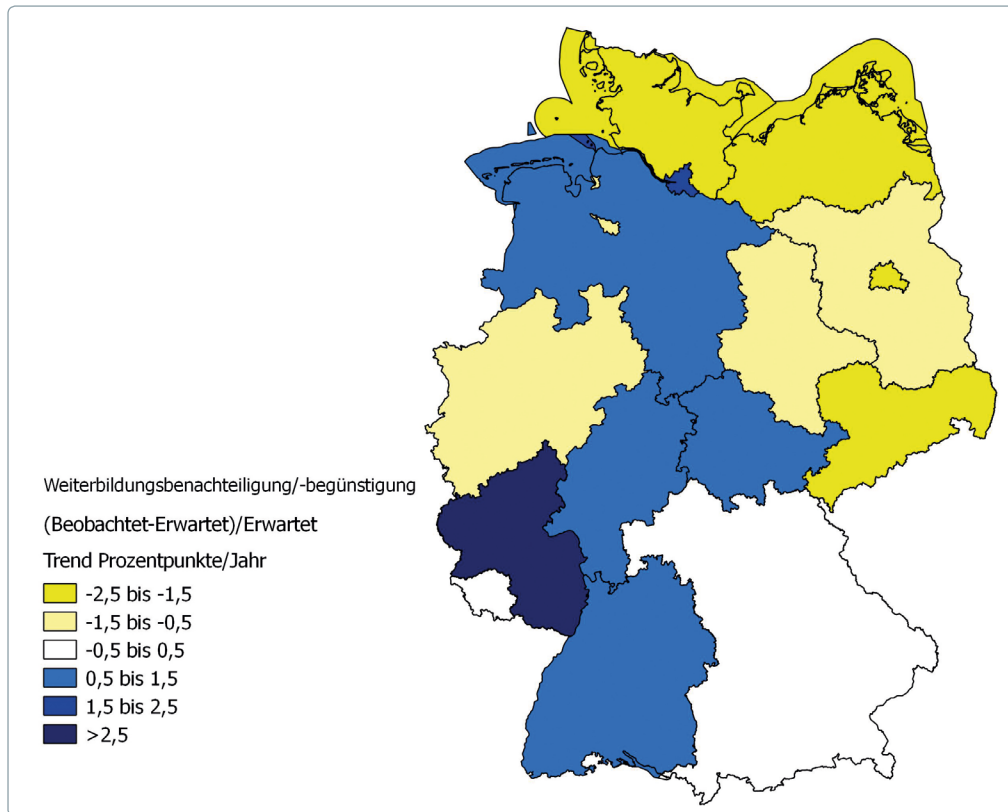 Weiterbildungsbenachteiligung/-begünstigung
(Beobachtet-Erwartet)/Erwartet
Trend Prozentpunkte/Jahr
-2,5 bis -1,5
-1,5 bis -0,5
-0,5 bis 0,5
0,5 bis 1,5
1,5 bis 2,5
>2,5